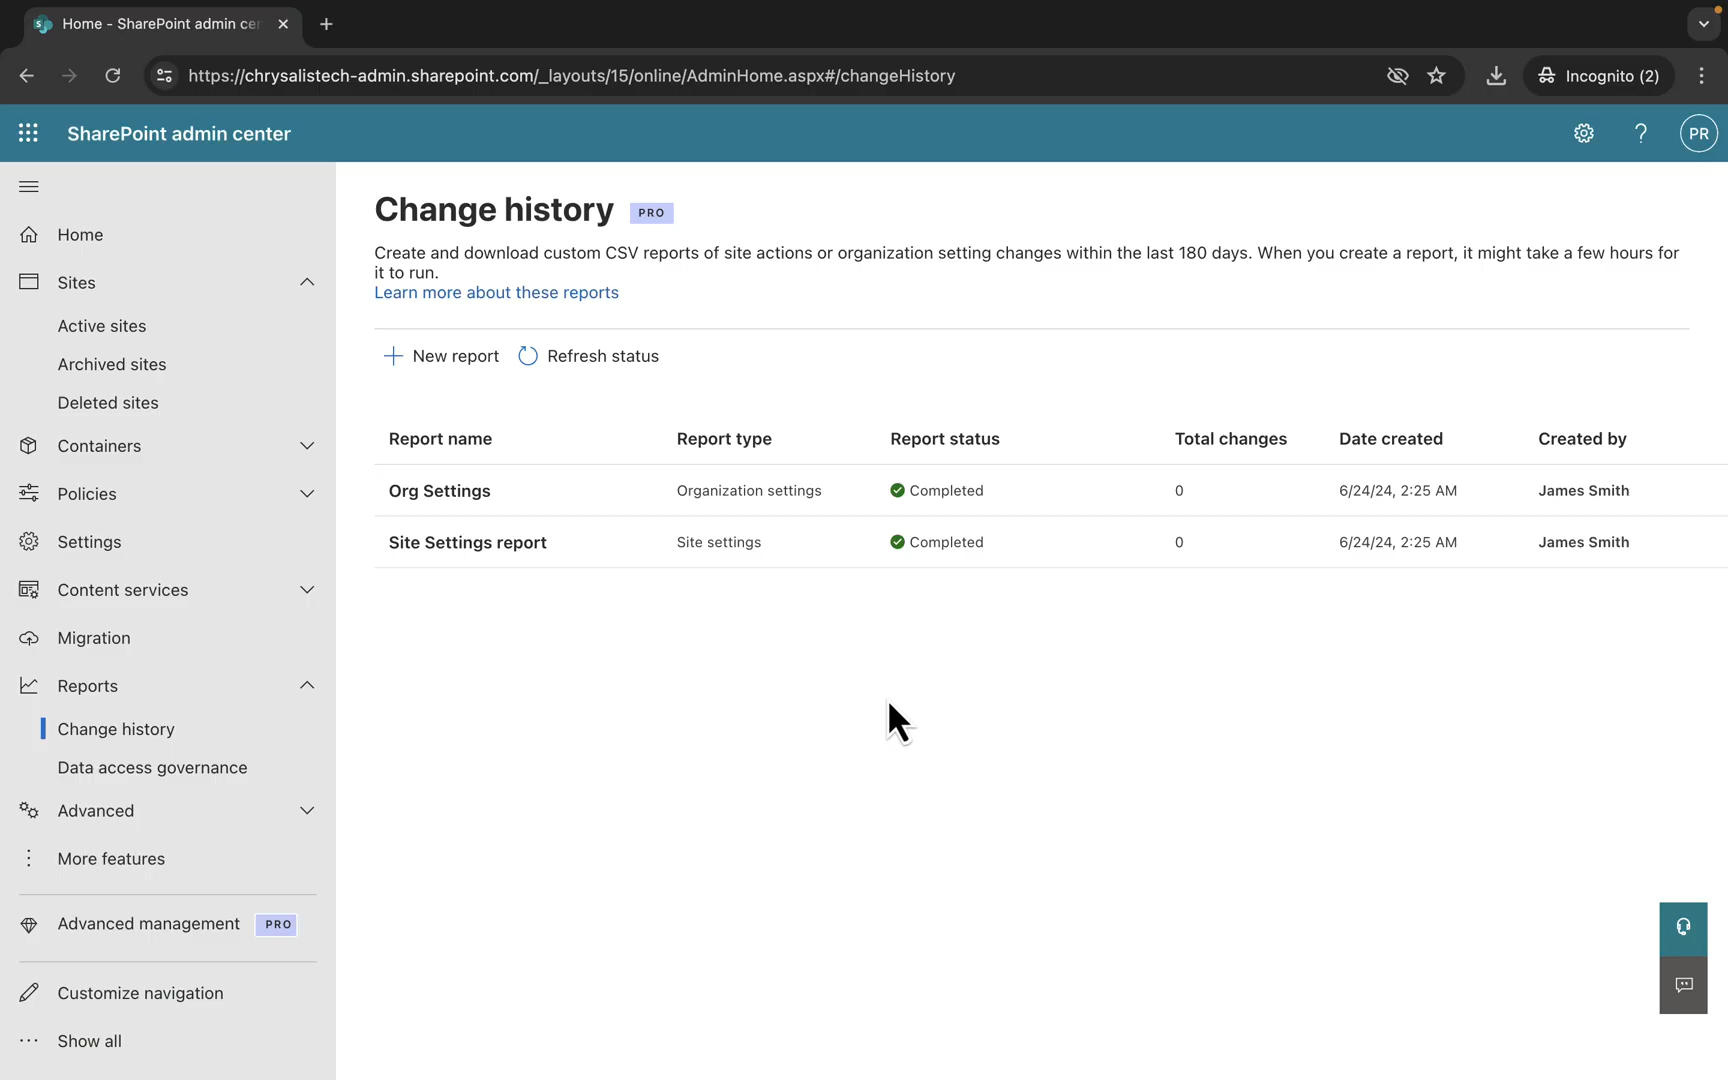 Home - SharePoint admin cer
https://chrysalistech-admin.sharepoint.com/_layouts/15/online/AdminHome.aspx#/changeHistory
Incognito (2)
SharePoint admin center
PR
Home
Sites
Active sites
Archived sites
Deleted sites
Containers
Policies
Settings
Content services
Migration
Reports
Change history
Data access governance
Advanced
More features
Advanced management PRO
Customize navigation
Show all
Change history PRO
Create and download custom CSV reports of site actions or organization setting changes within the last 180 days. When you create a report, it might take a few hours for
it to run.
Learn more about these reports
New report Refresh status
Report name Report type Report status Total changes Date created Created by
Org Settings Organization settings Completed 0 6/24/24, 2:25 AM James Smith
Site Settings report Site settings Completed 0 6/24/24, 2:25 AM James Smith